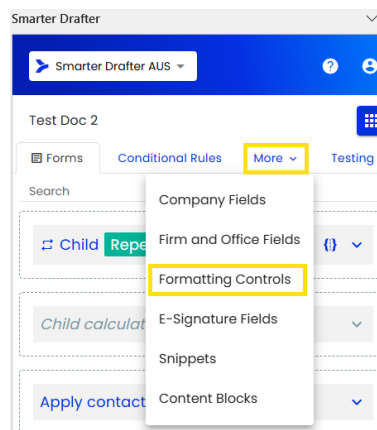 Smarter Drafter
Smarter Drafter AUS
Test Doc 2
Forms Conditional Rules More Testing
Search
Company Fields
Child Repe Firm and Office Fields {}
Formatting Controls
Child calculat E-Signature Fields
Snippets
Apply contact Content Blocks